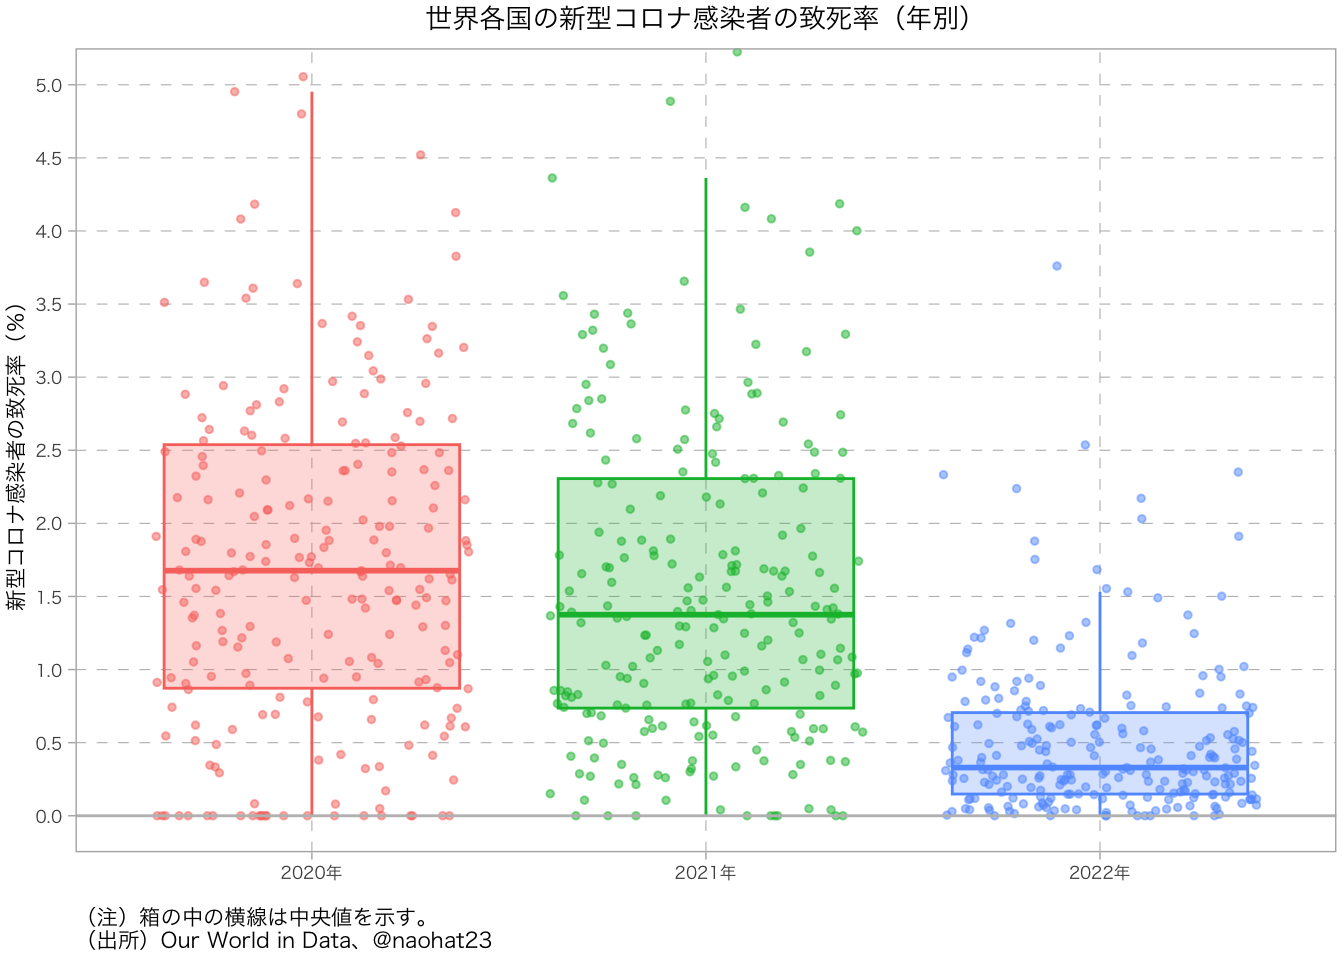 世界各国の新型コロナ感染者の致死率（年別）
新型コロナ感染者の致死率（%）
5.0
4.5
4.0
3.5
3.0
2.5
2.0
1.5
1.0
0.5
0.0
2020年
2021年
2022年
（注）箱の中の横線は中央値を示す。
（出所）Our World in Data、@naohat23